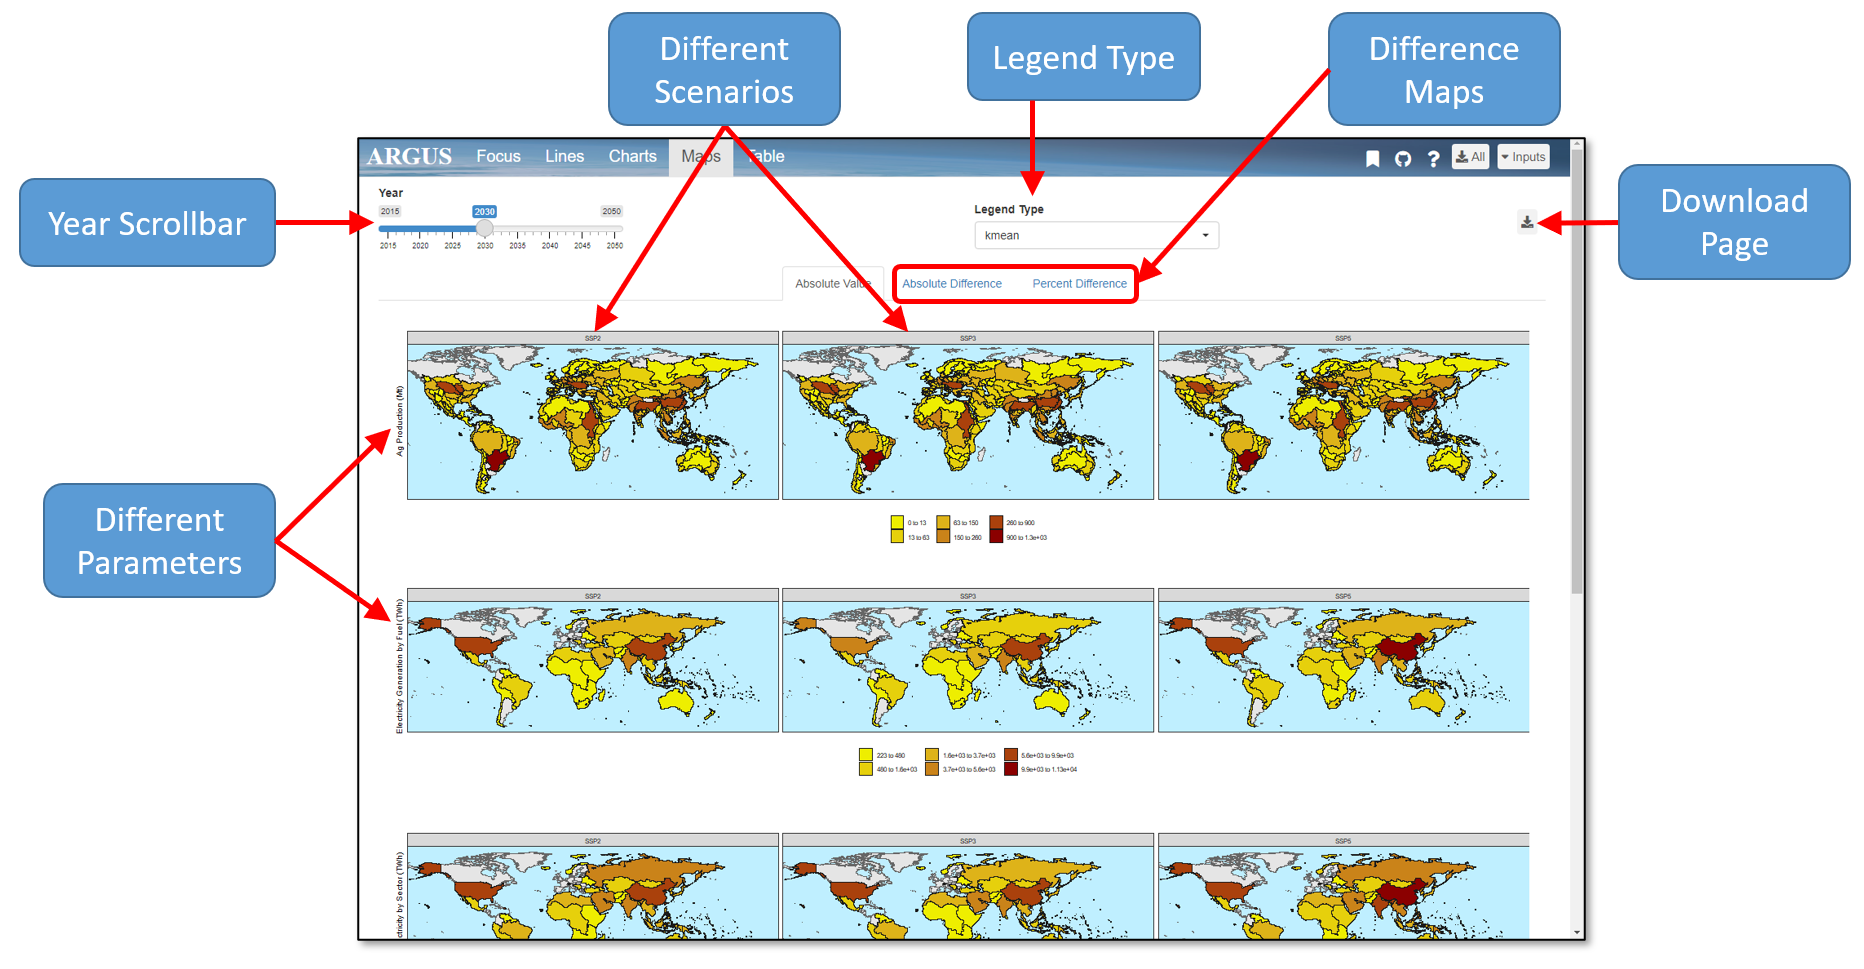 Different
Scenarios
Legend Type
Difference
Maps
Year Scrollbar
Download
Page
Different
Parameters
ARGUS Focus Lines Charts Maps Table ? All Inputs
Year
2015 2030 2050
2015 2020 2025 2030 2035 2040 2045 2050
Legend Type
kmean
Absolute Value Absolute Difference Percent Difference
SSP2 SSP3 SSP5
Ag Production (Mt)
0 to 13 63 to 150 260 to 900
13 to 63 150 to 260 900 to 1.3e+03
SSP2 SSP3 SSP5
Electricity Generation by Fuel (TWh)
223 to 480 1.6e+03 to 3.7e+03 5.6e+03 to 9.9e+03
480 to 1.6e+03 3.7e+03 to 5.6e+03 9.9e+03 to 1.13e+04
SSP2 SSP3 SSP5
ctricity by Sector (TWh)